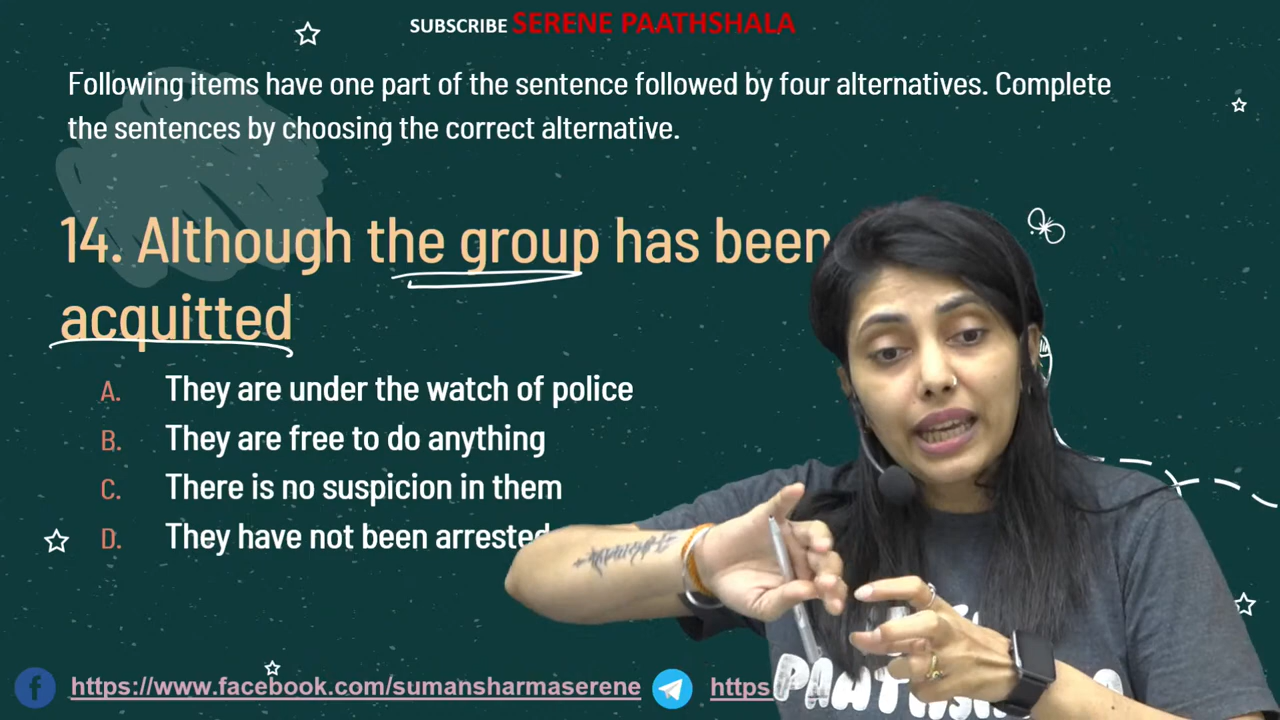 SUBSCRIBE SERENE PAATHSHALA
Following items have one part of the sentence followed by four alternatives. Complete
the sentences by choosing the correct alternative.
14. Although the group has been
acquitted
A. They are under the watch of police
B. They are free to do anything
C. There is no suspicion in them
D. They have not been arrested
https://www.facebook.com/sumansharmaserene https
PAATHSHALA